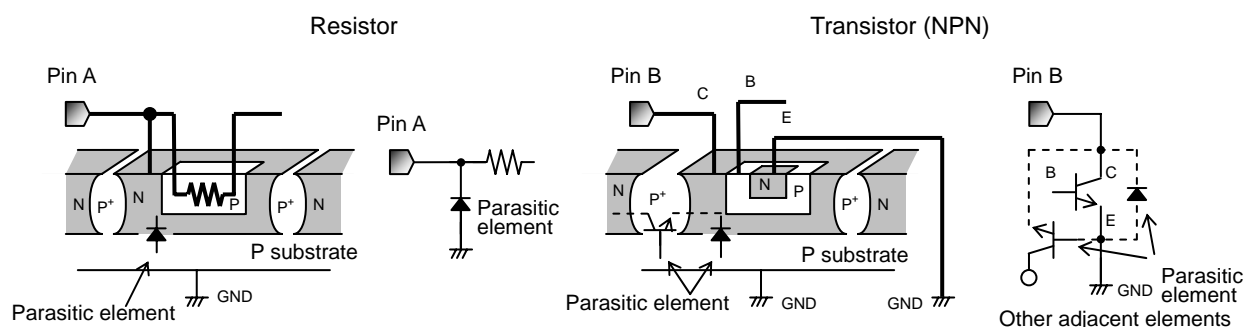 Resistor
Transistor (NPN)
Pin A
Pin A
N
P+
N
P
P+
N
Parasitic element
P substrate
GND
Parasitic element
Pin B
C
B
E
N
P+
N
P
P+
N
P substrate
Parasitic element
GND
GND
Pin B
B
C
E
GND
Parasitic element
Other adjacent elements